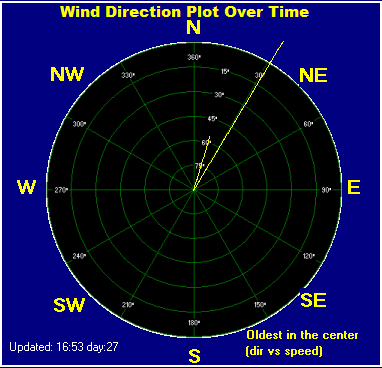 Wind Direction Plot Over Time
N
360°
NW
330°
15°
30°
NE
30°
300°
45°
60°
60°
75°
W
270°
90°
E
240°
120°
SW
210°
180°
150°
SE
S
Oldest in the center
(dir vs speed)
Updated: 16:53 day:27